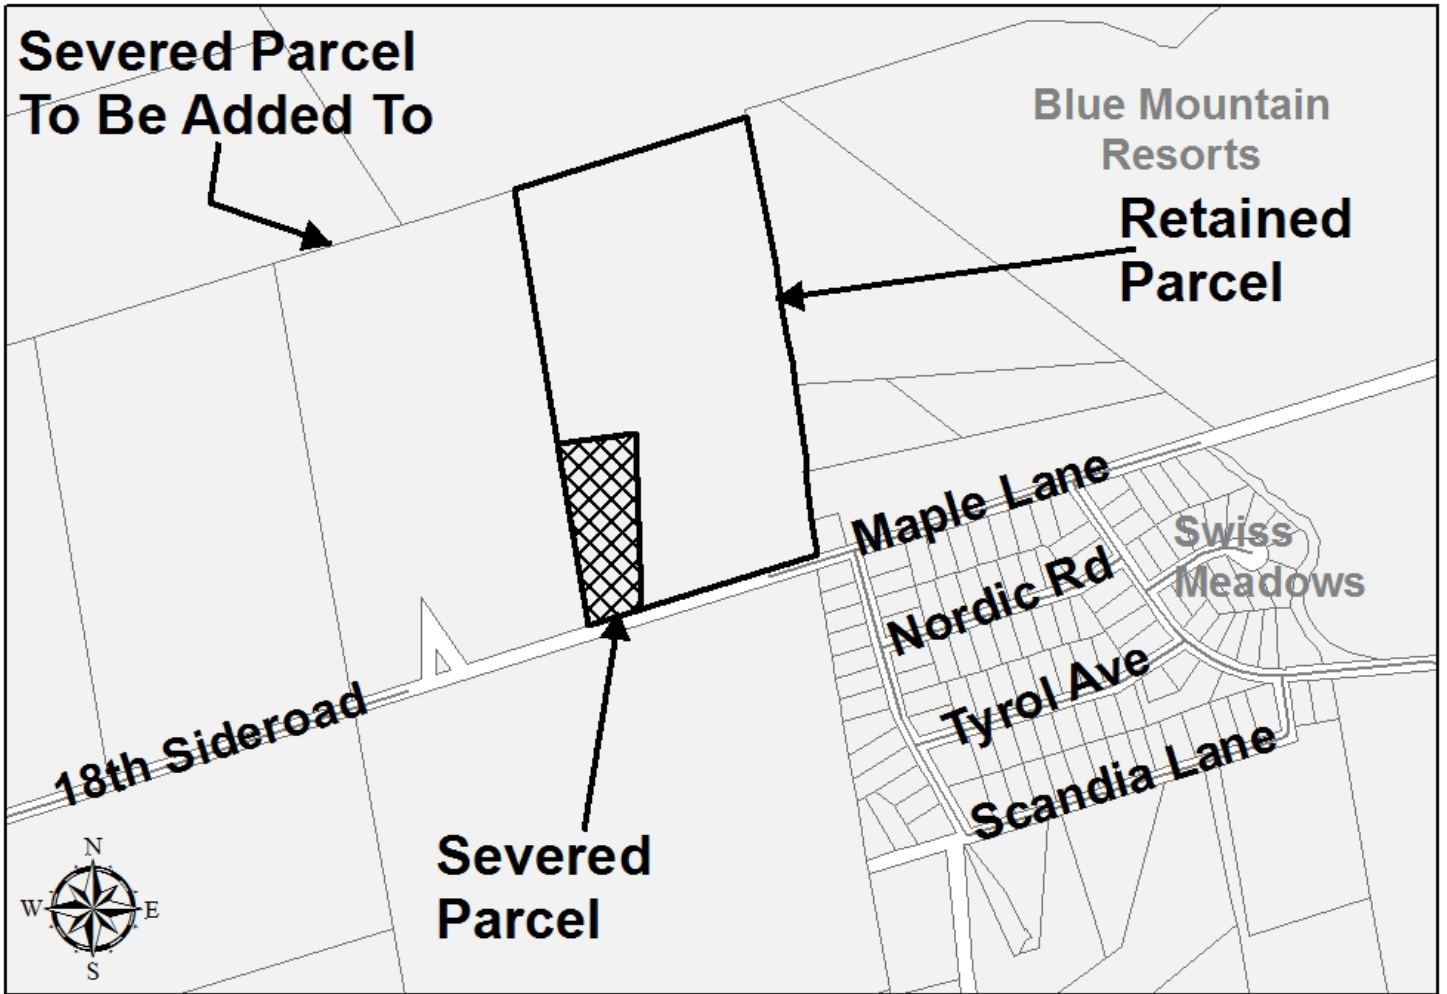 Severed Parcel
To Be Added To
Blue Mountain
Resorts
Retained
Parcel
Maple Lane
Swiss
Meadows
Nordic Rd
Tyrol Ave
18th Sideroad
Scandia Lane
Severed
Parcel
N
W E
S